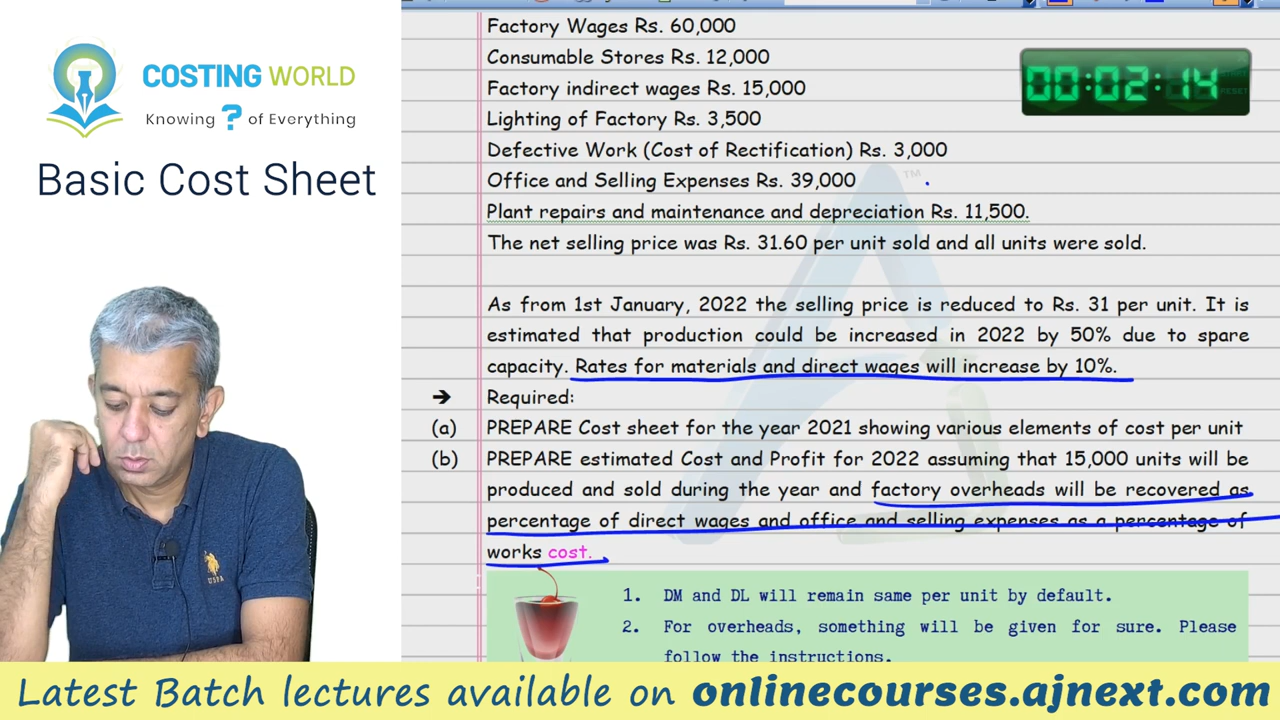 COSTING WORLD
Knowing ? of Everything
Basic Cost Sheet
Factory Wages Rs. 60,000
Consumable Stores Rs. 12,000
Factory indirect wages Rs. 15,000
Lighting of Factory Rs. 3,500
Defective Work (Cost of Rectification) Rs. 3,000
Office and Selling Expenses Rs. 39,000
Plant repairs and maintenance and depreciation Rs. 11,500.
The net selling price was Rs. 31.60 per unit sold and all units were sold.
00:02:14
TM
As from 1st January, 2022 the selling price is reduced to Rs. 31 per unit. It is
estimated that production could be increased in 2022 by 50% due to spare
capacity. Rates for materials and direct wages will increase by 10%.
➔ Required:
(a) PREPARE Cost sheet for the year 2021 showing various elements of cost per unit
(b) PREPARE estimated Cost and Profit for 2022 assuming that 15,000 units will be
produced and sold during the year and factory overheads will be recovered as
percentage of direct wages and office and selling expenses as a percentage of
works cost.
1. DM and DL will remain same per unit by default.
2. For overheads, something will be given for sure. Please
follow the instructions.
USPA
Latest Batch lectures available on onlinecourses.ajnext.com